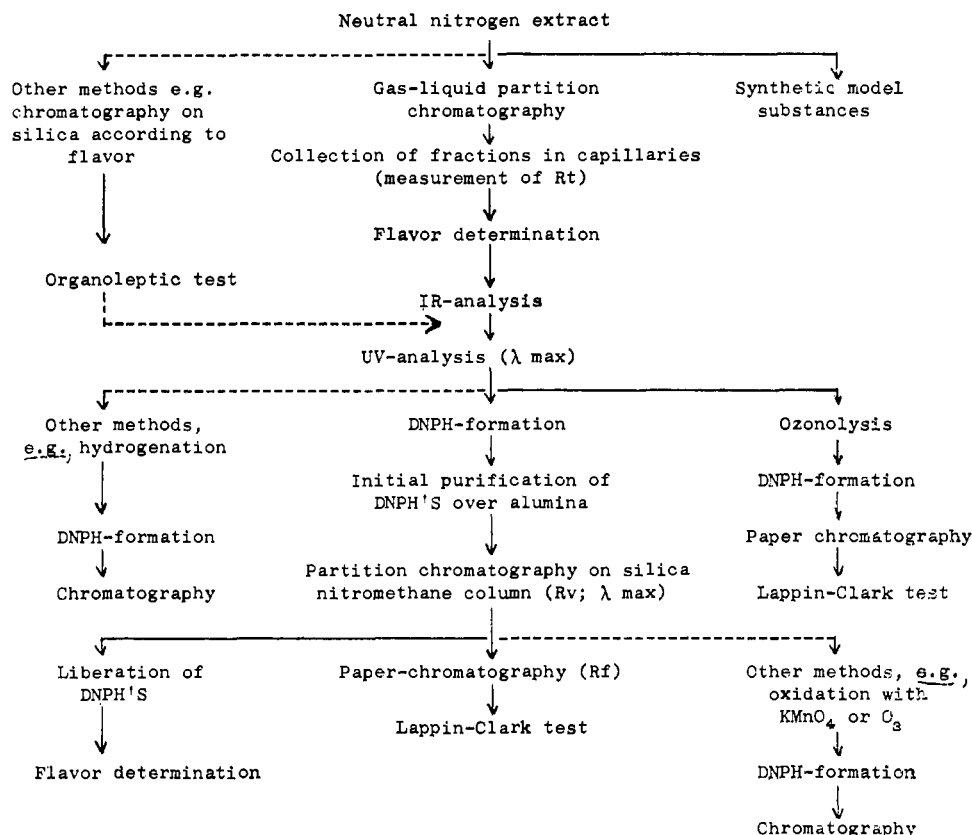 Neutral nitrogen extract
Other methods e.g.
chromatography on
silica according to
flavor
Gas-liquid partition
chromatography
Synthetic model
substances
Collection of fractions in capillaries
(measurement of Rt)
Flavor determination
Organoleptic test
IR-analysis
UV-analysis (λ max)
Other methods,
e.g., hydrogenation
DNPH-formation
Ozonolysis
Initial purification of
DNPH'S over alumina
DNPH-formation
DNPH-formation
Paper chromatography
Partition chromatography on silica
nitromethane column (Rv; λ max)
Chromatography
Lappin-Clark test
Liberation of
DNPH'S
Paper-chromatography (Rf)
Other methods, e.g.,
oxidation with
KMnO4 or O3
Lappin-Clark test
Flavor determination
DNPH-formation
Chromatography